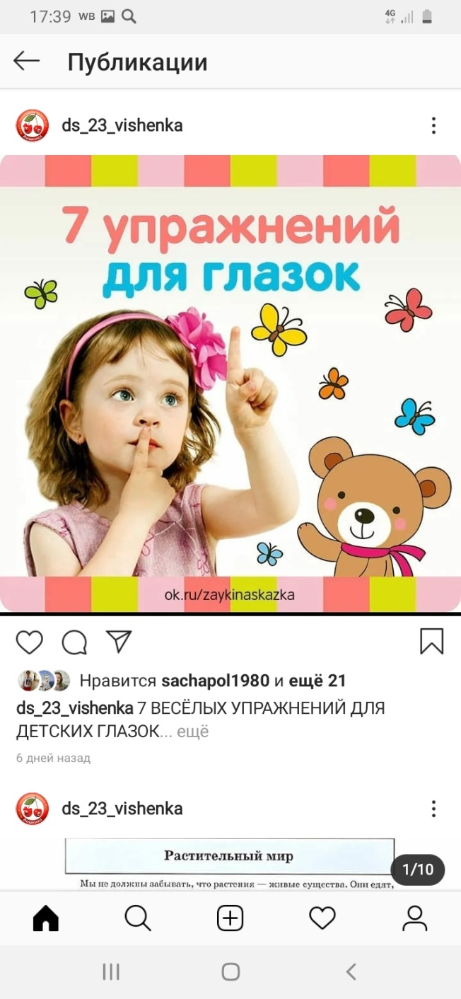 17:39 WB 4G
Публикации
ds_23_vishenka
7 упражнений
для глазок
ok.ru/zaykinaskazka
Нравится sachapol1980 и ещё 21
ds_23_vishenka 7 ВЕСЁЛЫХ УПРАЖНЕНИЙ ДЛЯ
ДЕТСКИХ ГЛАЗОК... ещё
6 дней назад
ds_23_vishenka
Растительный мир
1/10
Мы не должны забывать, что растения — живые существа. Они едят,